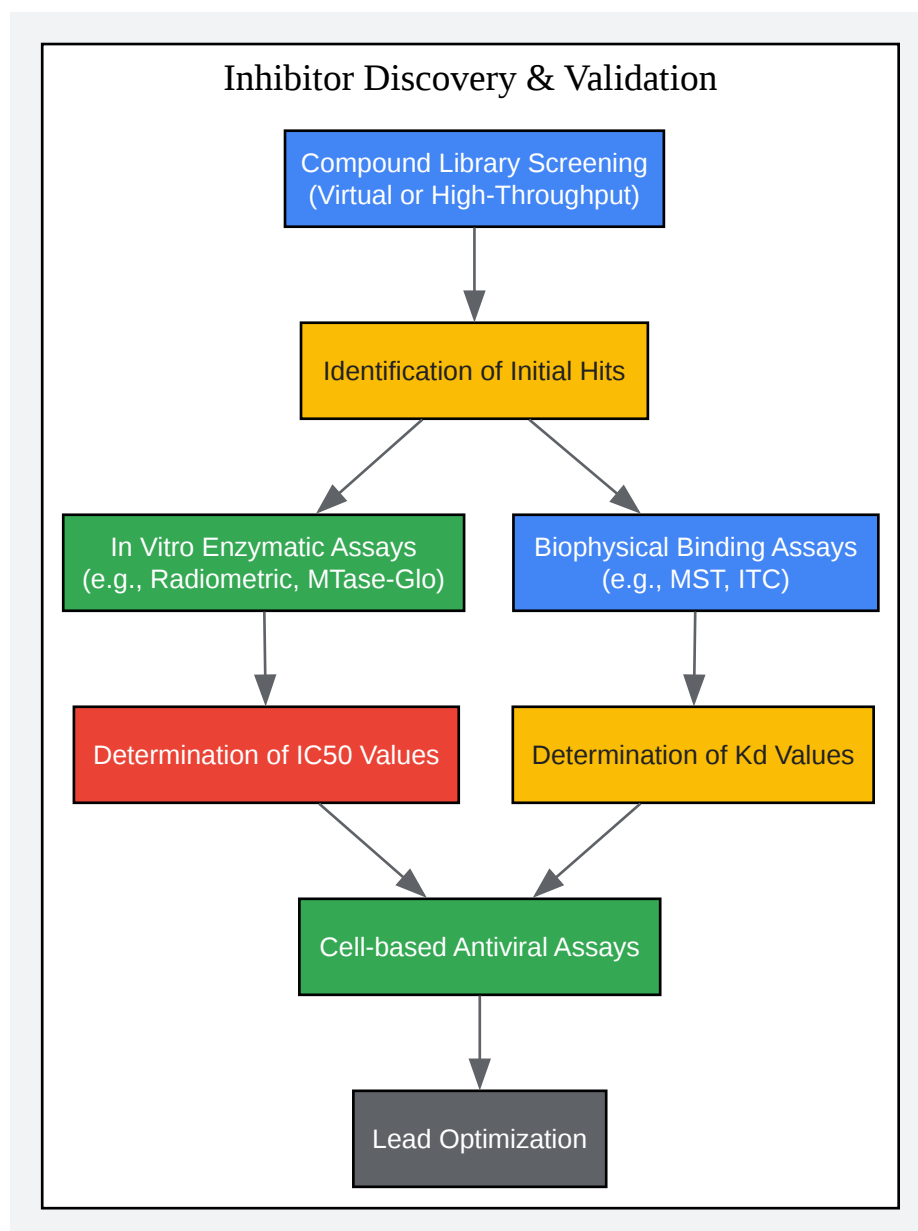 Inhibitor Discovery & Validation
Compound Library Screening
(Virtual or High-Throughput)
Identification of Initial Hits
In Vitro Enzymatic Assays
(e.g., Radiometric, MTase-Glo)
Biophysical Binding Assays
(e.g., MST, ITC)
Determination of IC50 Values
Determination of Kd Values
Cell-based Antiviral Assays
Lead Optimization